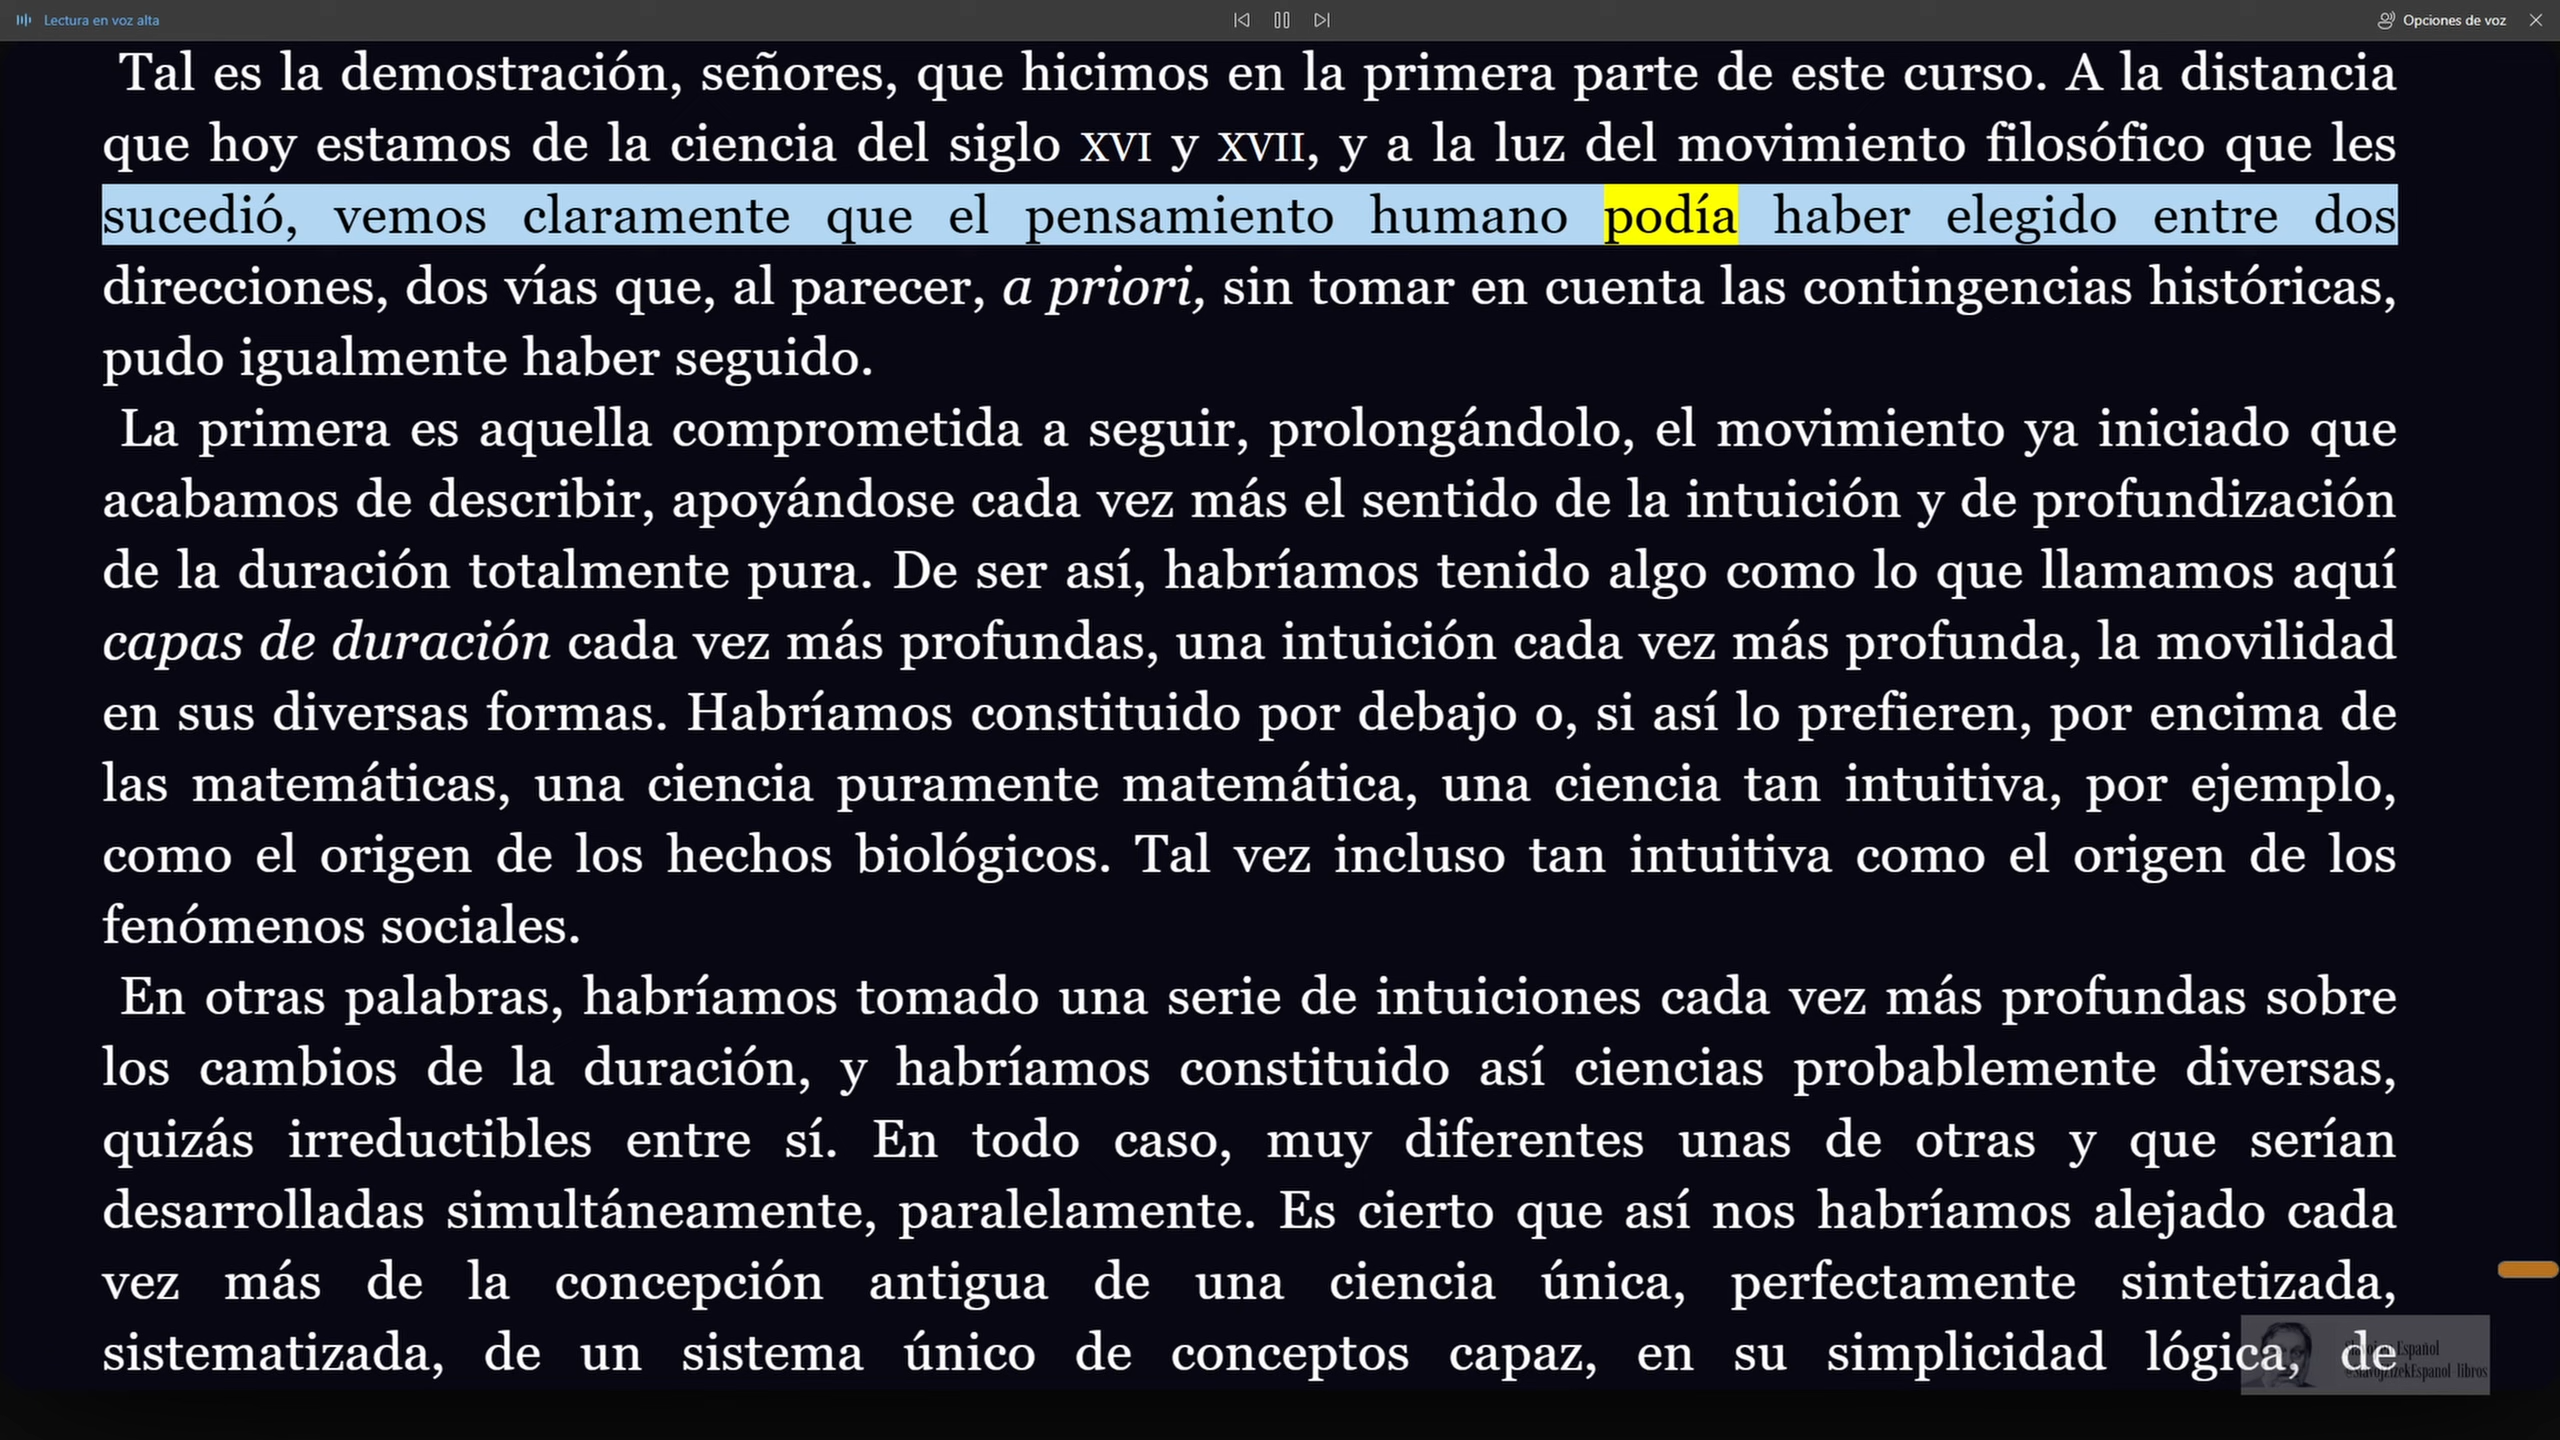 Lectura en voz alta
Opciones de voz
Tal es la demostración, señores, que hicimos en la primera parte de este curso. A la distancia
que hoy estamos de la ciencia del siglo XVI y XVII, y a la luz del movimiento filosófico que les
sucedió, vemos claramente que el pensamiento humano podía haber elegido entre dos
direcciones, dos vías que, al parecer, a priori, sin tomar en cuenta las contingencias históricas,
pudo igualmente haber seguido.
La primera es aquella comprometida a seguir, prolongándolo, el movimiento ya iniciado que
acabamos de describir, apoyándose cada vez más el sentido de la intuición y de profundización
de la duración totalmente pura. De ser así, habríamos tenido algo como lo que llamamos aquí
capas de duración cada vez más profundas, una intuición cada vez más profunda, la movilidad
en sus diversas formas. Habríamos constituido por debajo o, si así lo prefieren, por encima de
las matemáticas, una ciencia puramente matemática, una ciencia tan intuitiva, por ejemplo,
como el origen de los hechos biológicos. Tal vez incluso tan intuitiva como el origen de los
fenómenos sociales.
En otras palabras, habríamos tomado una serie de intuiciones cada vez más profundas sobre
los cambios de la duración, y habríamos constituido así ciencias probablemente diversas,
quizás irreductibles entre sí. En todo caso, muy diferentes unas de otras y que serían
desarrolladas simultáneamente, paralelamente. Es cierto que así nos habríamos alejado cada
vez más de la concepción antigua de una ciencia única, perfectamente sintetizada,
sistematizada, de un sistema único de conceptos capaz, en su simplicidad lógica, de
Español